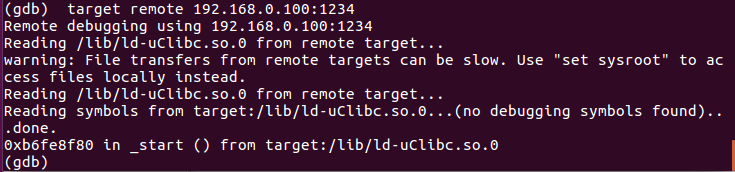 (gdb)  target remote 192.168.0.100:1234
Remote debugging using 192.168.0.100:1234
Reading /lib/ld-uClibc.so.0 from remote target...
warning: File transfers from remote targets can be slow. Use "set sysroot" to ac
cess files locally instead.
Reading /lib/ld-uClibc.so.0 from remote target...
Reading symbols from target:/lib/ld-uClibc.so.0...(no debugging symbols found)..
.done.
0xb6fe8f80 in _start () from target:/lib/ld-uClibc.so.0
(gdb)